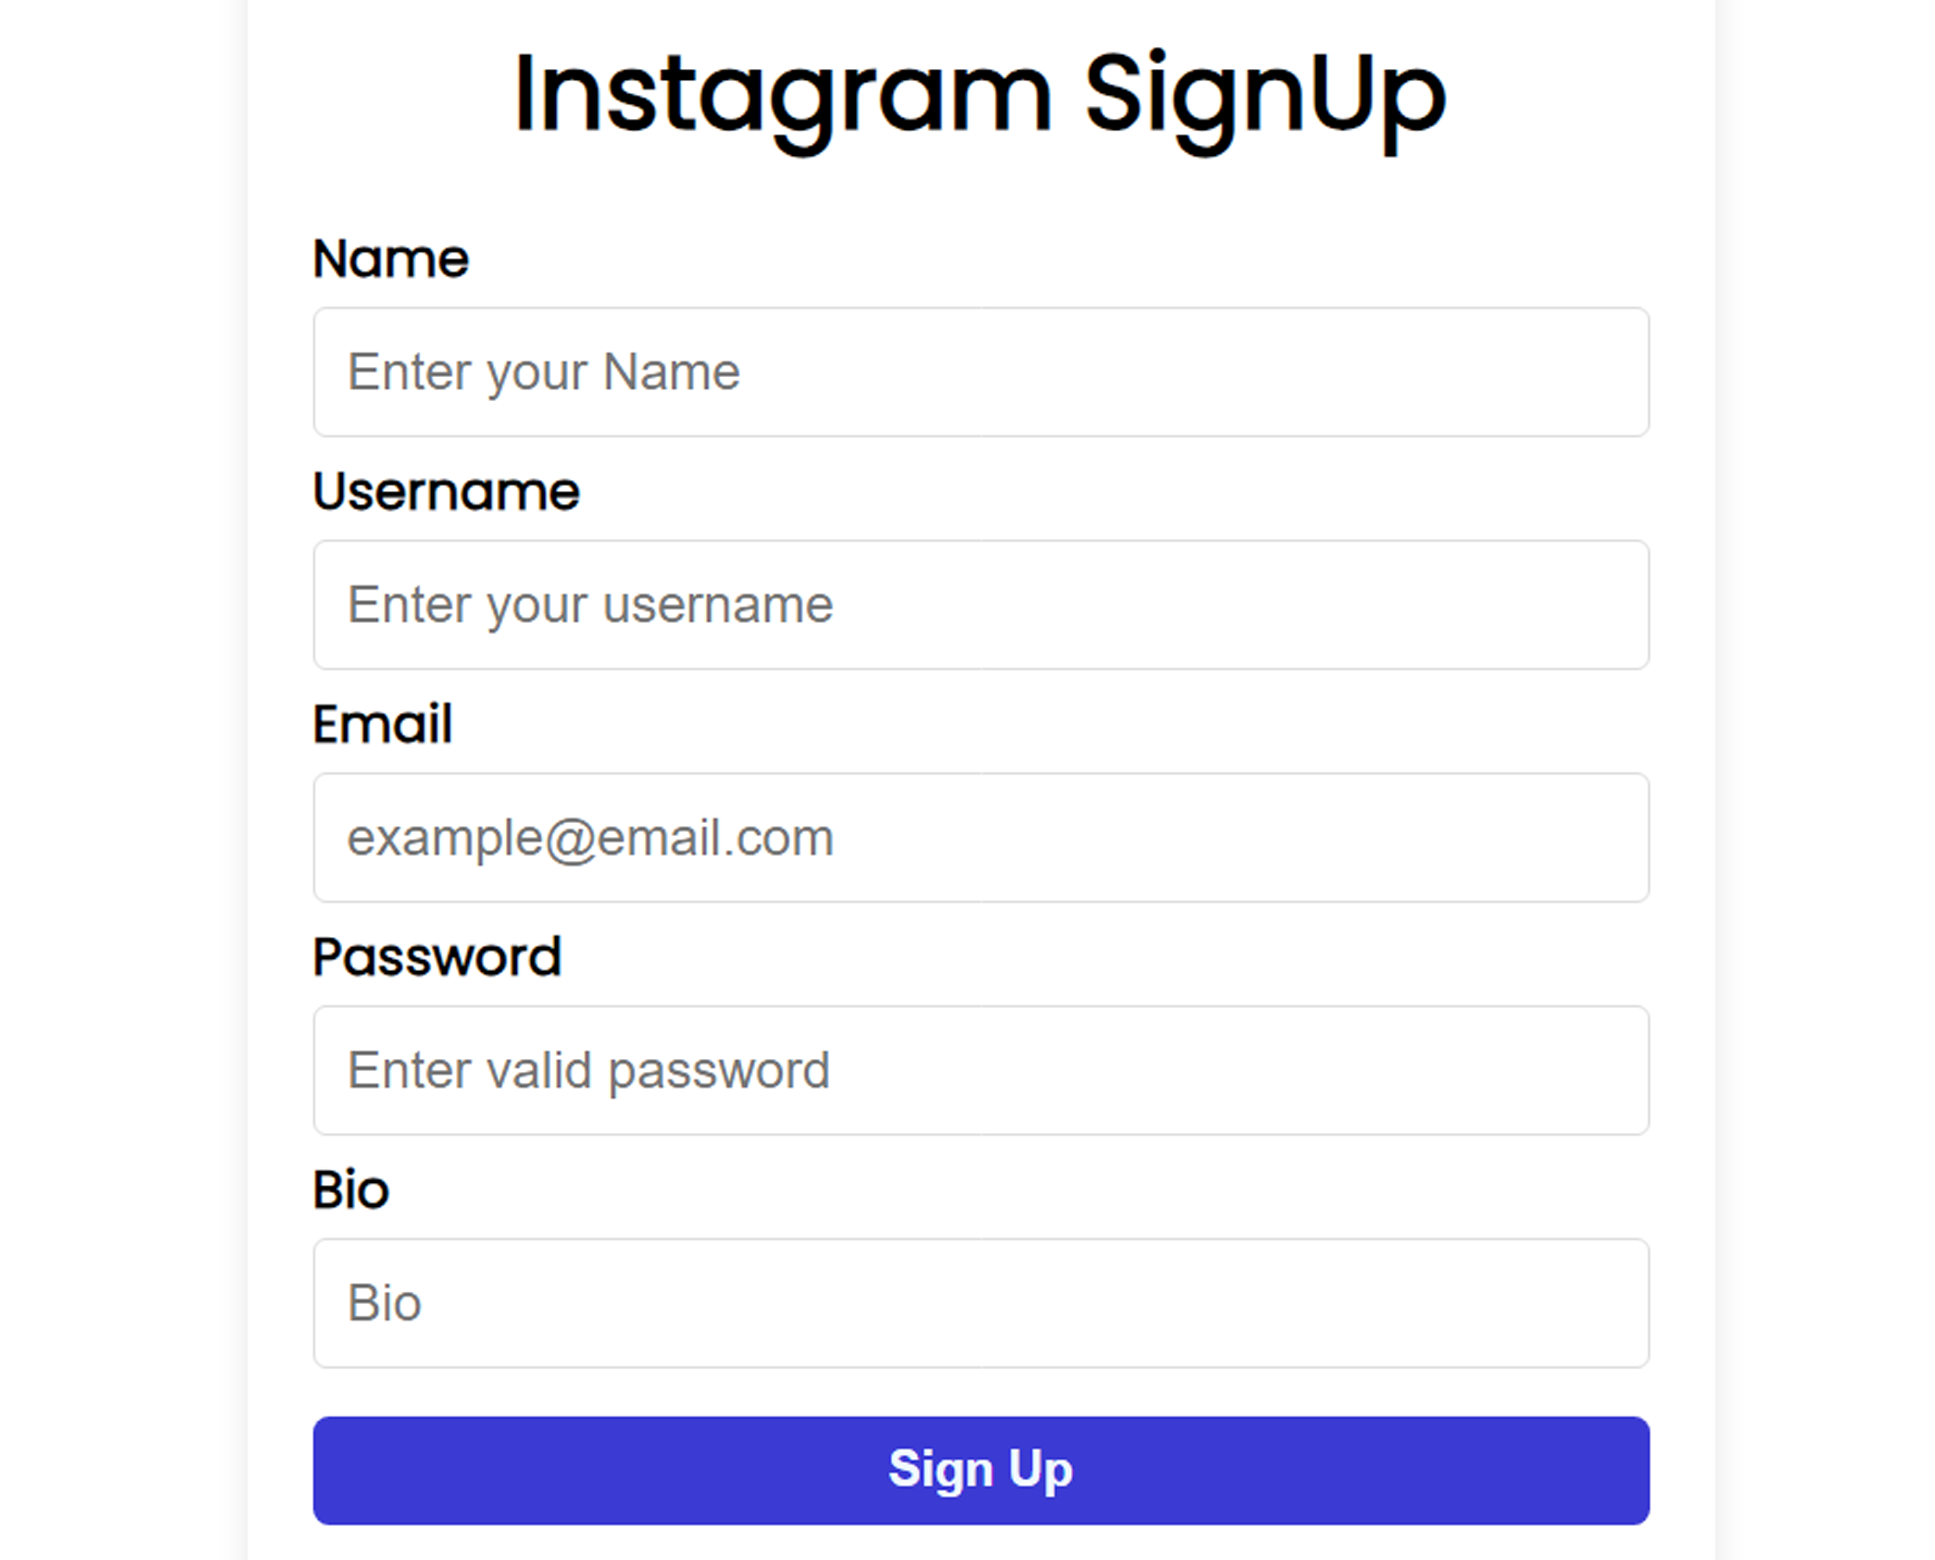 Instagram SignUp
Name
Enter your Name
Username
Enter your username
Email
example@email.com
Password
Enter valid password
Bio
Bio
Sign Up